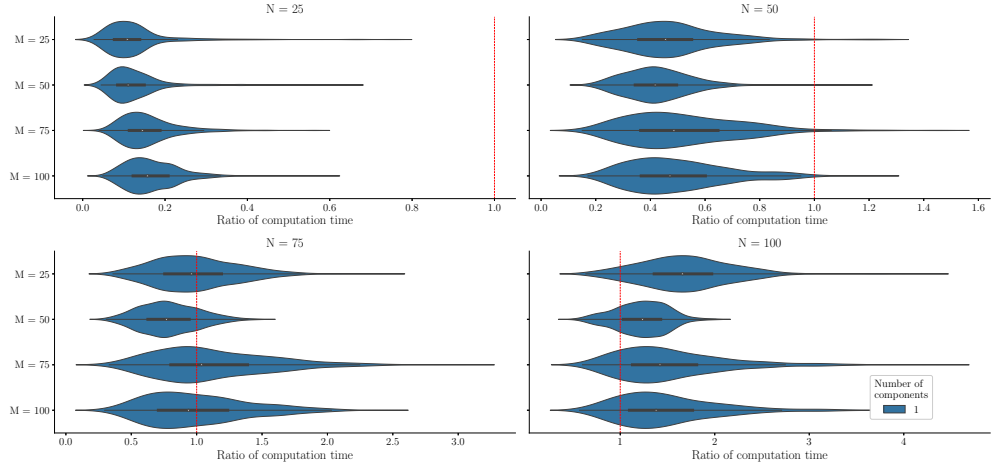 N = 25
M = 25
M = 50
M = 75
M = 100
0.0 0.2 0.4 0.6 0.8 1.0
Ratio of computation time
N = 50
0.0 0.2 0.4 0.6 0.8 1.0 1.2 1.4 1.6
Ratio of computation time
N = 75
M = 25
M = 50
M = 75
M = 100
0.0 0.5 1.0 1.5 2.0 2.5 3.0
Ratio of computation time
N = 100
Number of
components
1
1 2 3 4
Ratio of computation time